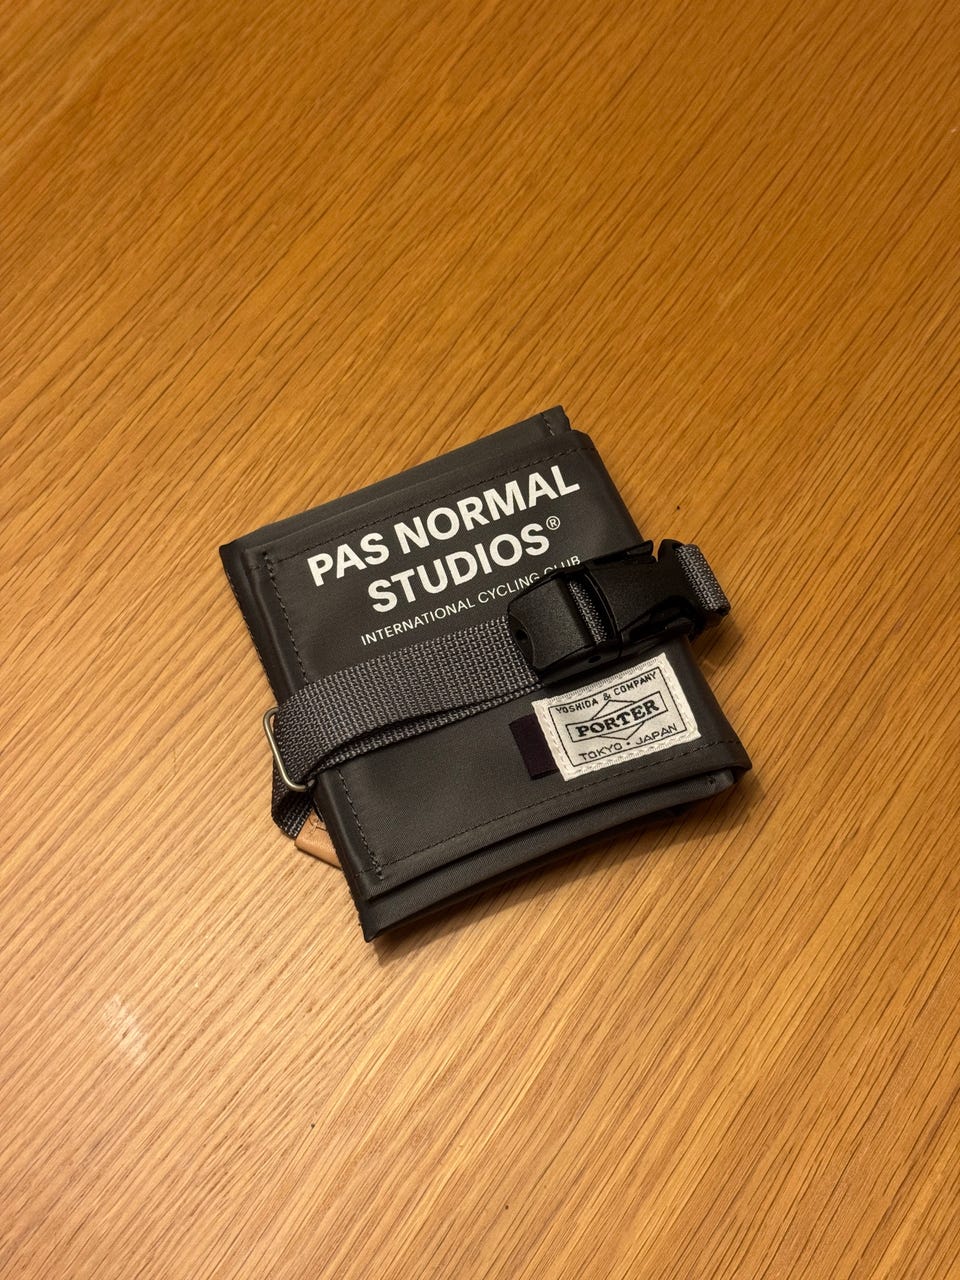 PAS NORMAL
STUDIOS®
INTERNATIONAL CYCLING CLUB
YOSHIDA & COMPANY
PORTER
TOKYO • JAPAN